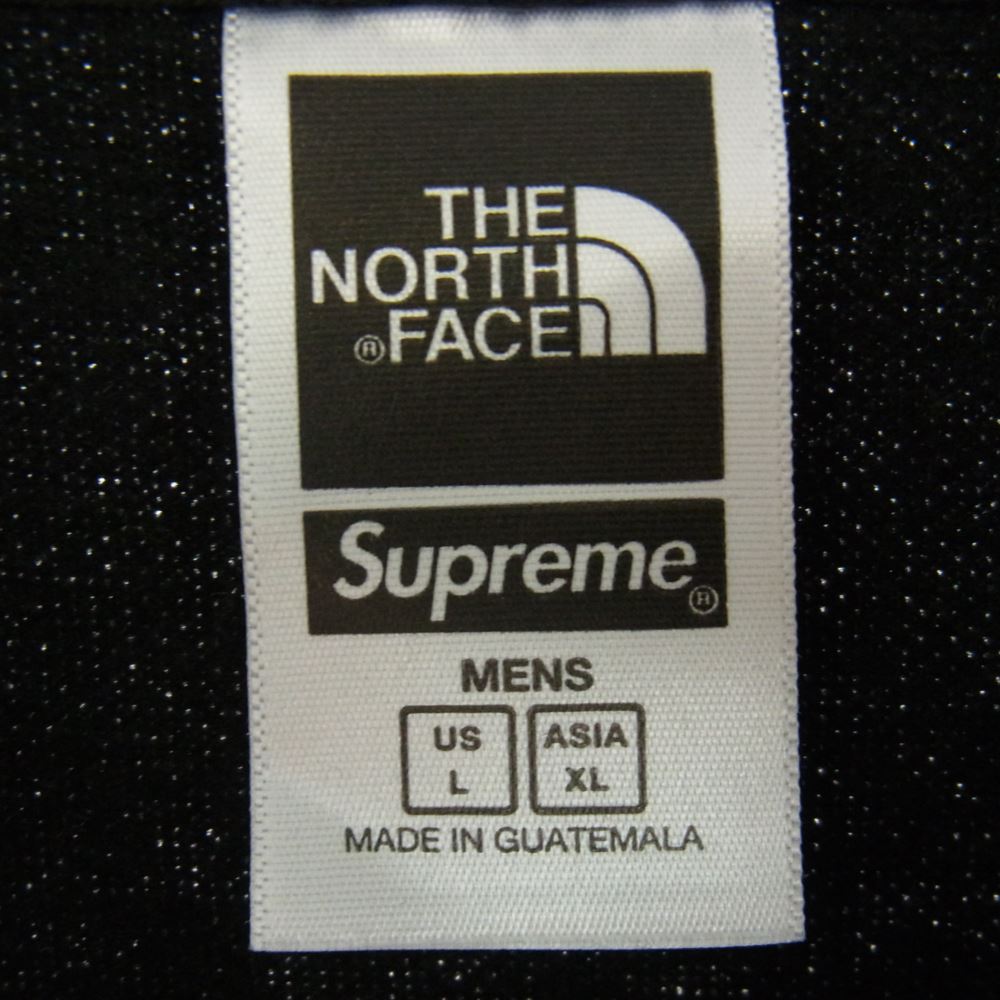 THE
NORTH
®FACE
Supreme®
MENS
US ASIA
L XL
MADE IN GUATEMALA